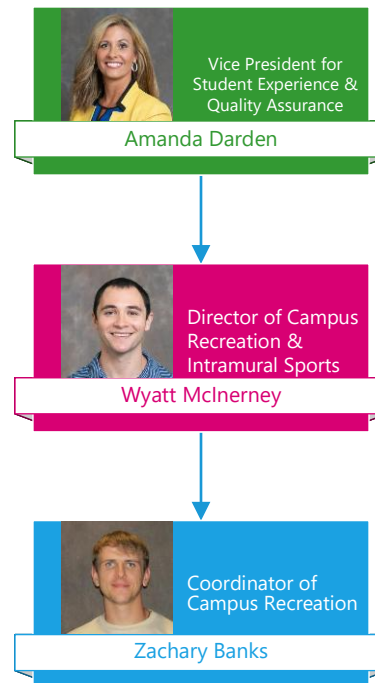 Vice President for
Student Experience &
Quality Assurance
Amanda Darden
Director of Campus
Recreation &
Intramural Sports
Wyatt McInerney
Coordinator of
Campus Recreation
Zachary Banks